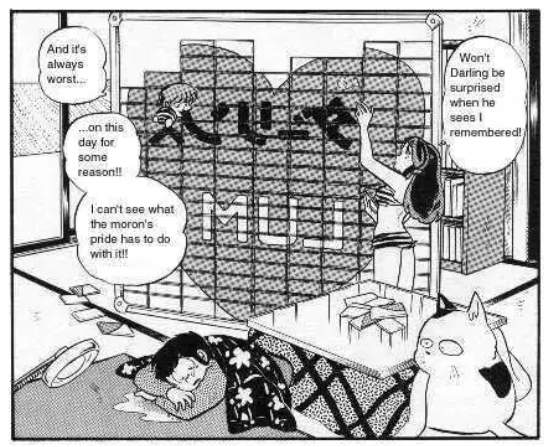 And it's
always
worst...
...on this
day for
some
reason!!
I can't see what
the moron's
pride has to do
with it!!
Won't
Darling be
surprised
when he
sees I
remembered!
LUM